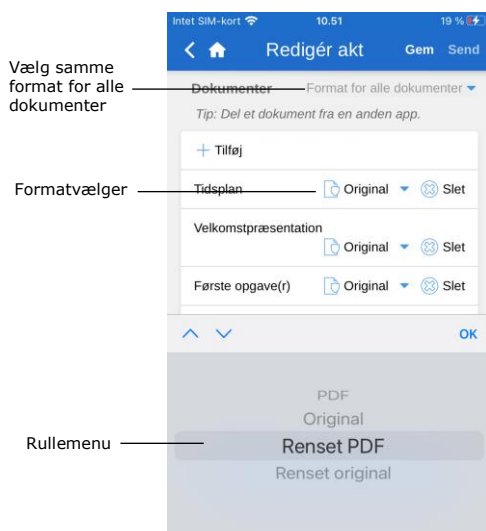 Intet SIM-kort 10.51 19 %
Redigér akt Gem Send
Vælg samme
format for alle
dokumenter
Dokumenter Format for alle dokumenter
Tip: Del et dokument fra en anden app.
+ Tilføj
Formatvælger
Tidsplan Original Slet
Velkomstpræsentation
Original Slet
Første opgave(r) Original Slet
OK
PDF
Original
Rullemenu
Renset PDF
Renset original